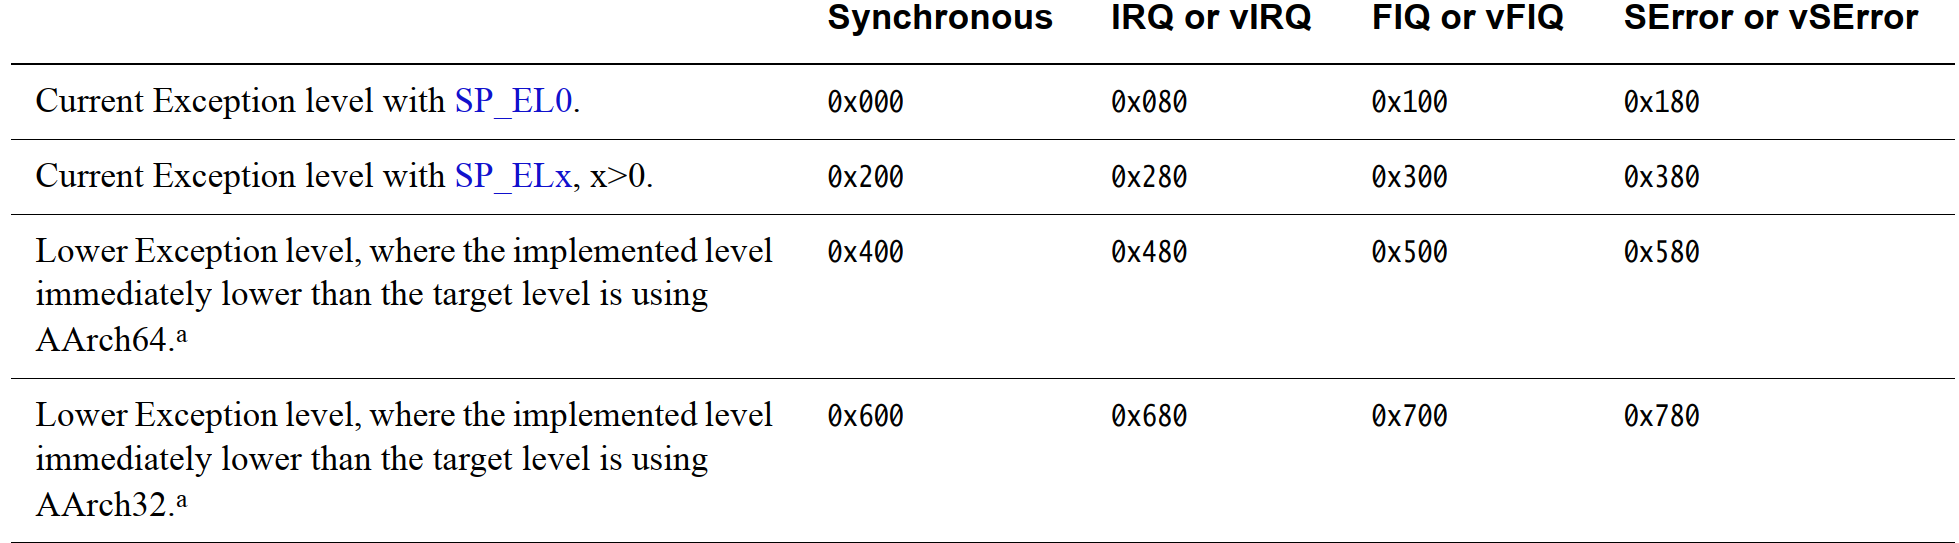 Synchronous IRQ or vIRQ FIQ or vFIQ SError or vSError
Current Exception level with SP_EL0. 0x000 0x080 0x100 0x180
Current Exception level with SP_ELx, x>0. 0x200 0x280 0x300 0x380
Lower Exception level, where the implemented level 0x400 0x480 0x500 0x580
immediately lower than the target level is using
AArch64.a
Lower Exception level, where the implemented level 0x600 0x680 0x700 0x780
immediately lower than the target level is using
AArch32.a